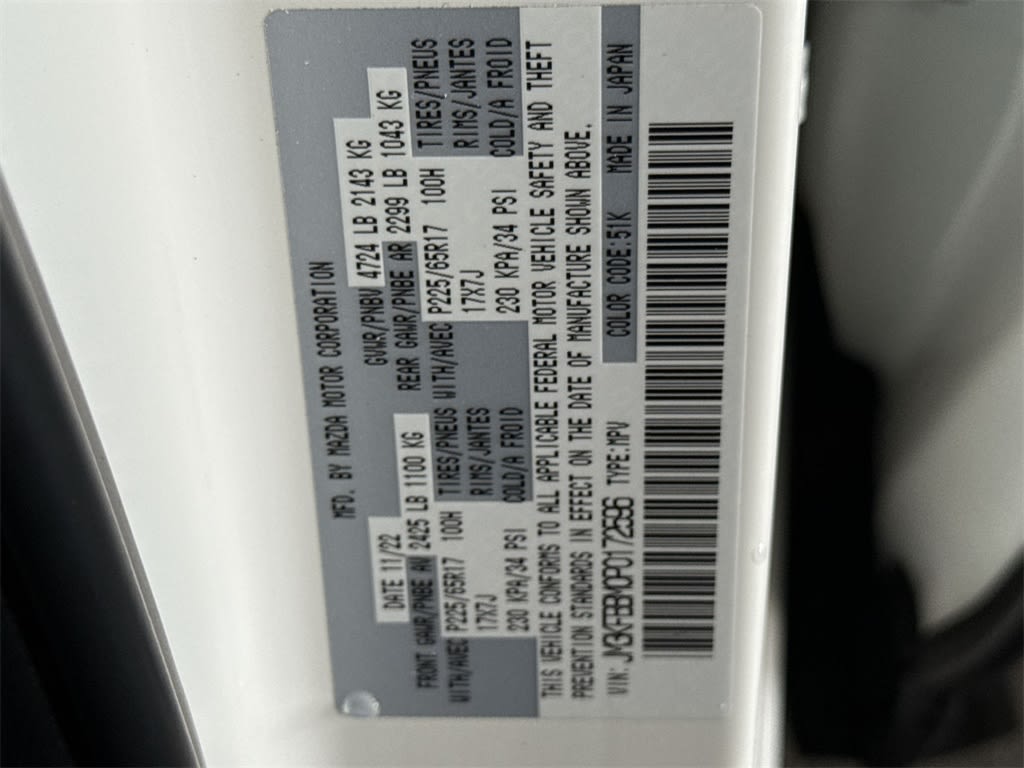 MFD. BY MAZDA MOTOR CORPORATION
DATE 11/22 GVWR/PNBV 4724 LB 2143 KG
FRONT GAWR/PNBE AV 2425 LB 1100 KG REAR GAWR/PNBE AR 2299 LB 1043 KG
WITH/AVEC P225/65R17 100H TIRES/PNEUS WITH/AVEC P225/65R17 100H TIRES/PNEUS
17X7J RIMS/JANTES 17X7J RIMS/JANTES
230 KPA/34 PSI COLD/A FROID 230 KPA/34 PSI COLD/A FROID
THIS VEHICLE CONFORMS TO ALL APPLICABLE FEDERAL MOTOR VEHICLE SAFETY AND THEFT
PREVENTION STANDARDS IN EFFECT ON THE DATE OF MANUFACTURE SHOWN ABOVE.
VIN: JM3KFBBM0P0172596 TYPE:MPV COLOR CODE:51K MADE IN JAPAN